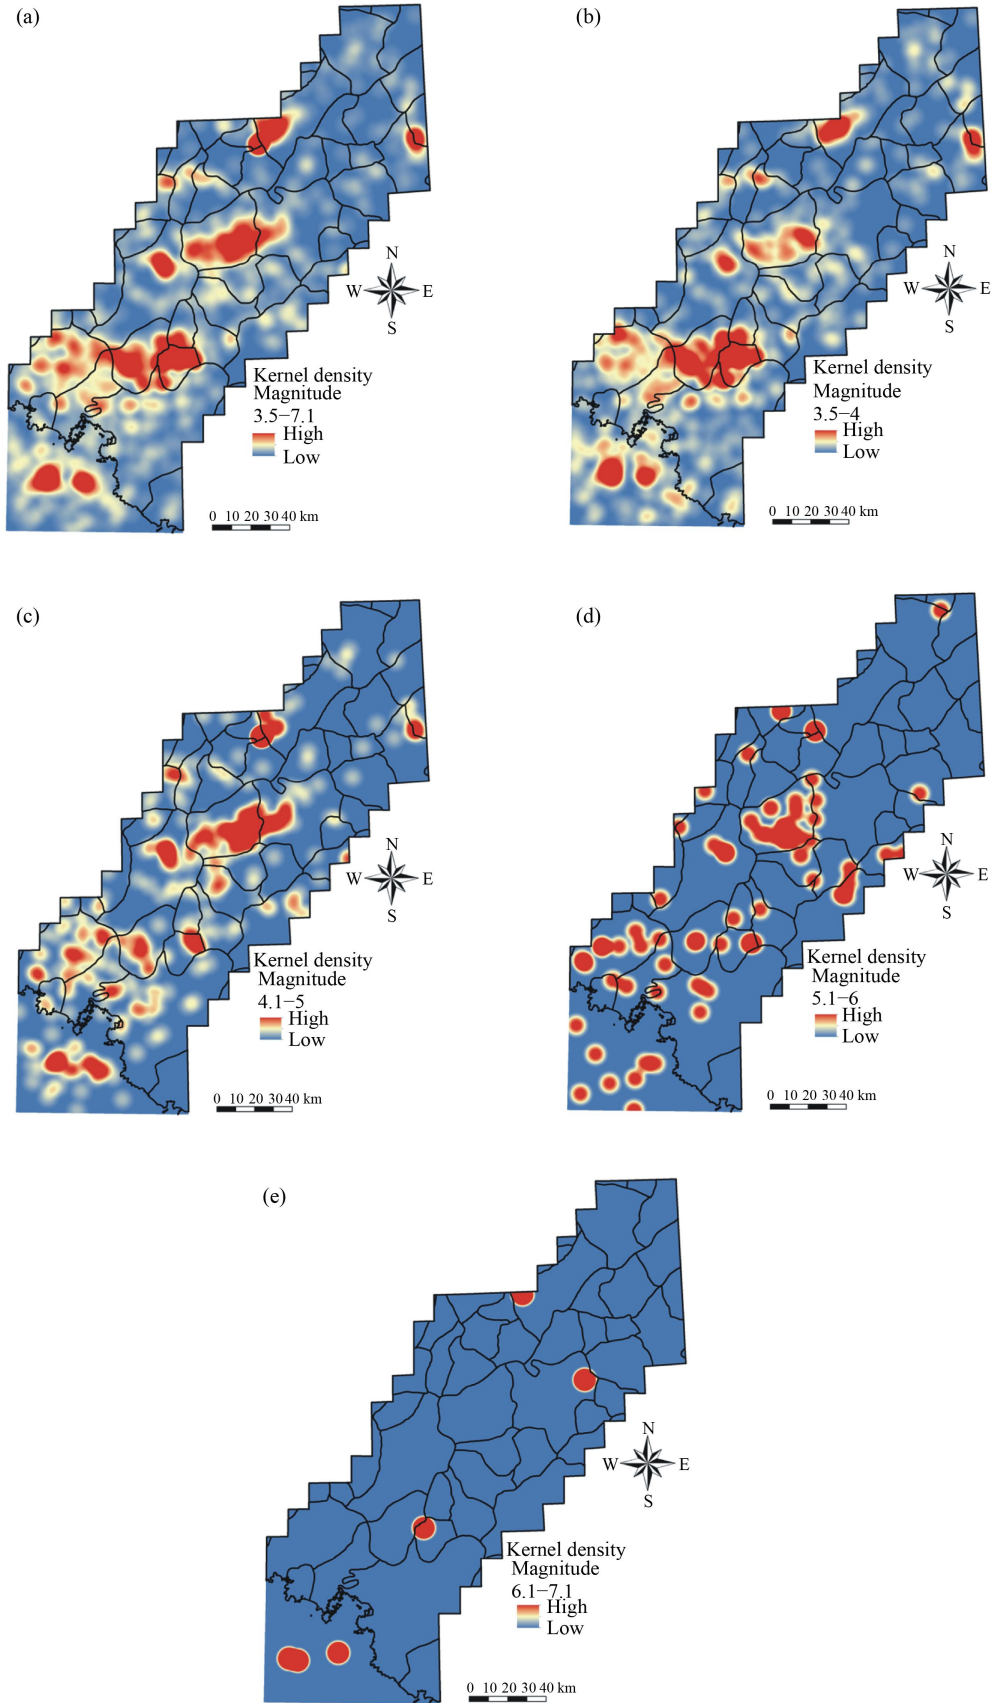 (a)
N
W E
S
Kernel density
Magnitude
3.5−7.1
High
Low
0 10 20 30 40 km
(b)
N
W E
S
Kernel density
Magnitude
3.5−4
High
Low
0 10 20 30 40 km
(c)
N
W E
S
Kernel density
Magnitude
4.1−5
High
Low
0 10 20 30 40 km
(d)
N
W E
S
Kernel density
Magnitude
5.1−6
High
Low
0 10 20 30 40 km
(e)
N
W E
S
Kernel density
Magnitude
6.1−7.1
High
Low
0 10 20 30 40 km